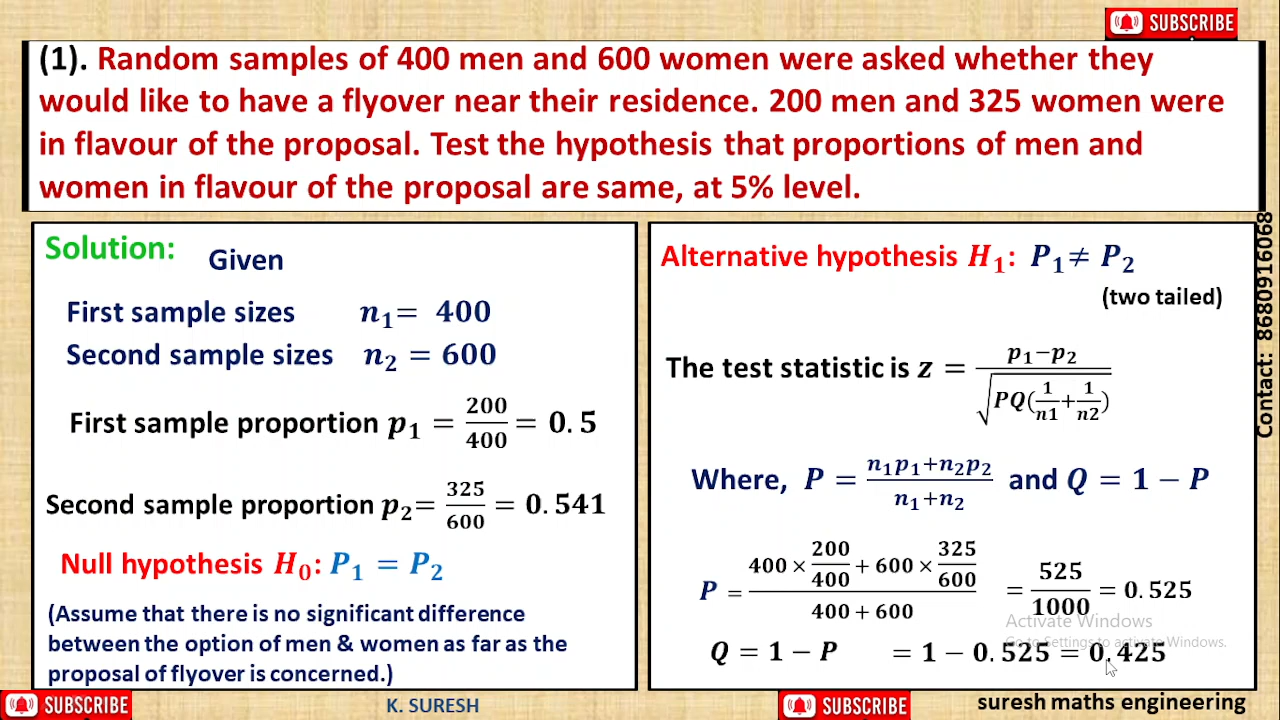 SUBSCRIBE
(1). Random samples of 400 men and 600 women were asked whether they
would like to have a flyover near their residence. 200 men and 325 women were
in flavour of the proposal. Test the hypothesis that proportions of men and
women in flavour of the proposal are same, at 5% level.
Solution: Given
First sample sizes n₁= 400
Second sample sizes n₂ = 600
First sample proportion p₁ = 200/400 = 0.5
Second sample proportion p₂= 325/600 = 0.541
Null hypothesis H₀: P₁ = P₂
(Assume that there is no significant difference
between the option of men & women as far as the
proposal of flyover is concerned.)
Alternative hypothesis H₁: P₁≠ P₂
(two tailed)
The test statistic is z = (p₁−p₂)/√(PQ(1/n1+1/n2))
Where, P = (n₁p₁+n₂p₂)/(n₁+n₂) and Q = 1 − P
P = (400 × 200/400 + 600 × 325/600)/(400 + 600) = 525/1000 = 0.525
Activate Windows
Go to Settings to activate Windows.
Q = 1 − P = 1 − 0.525 = 0.425
Contact: 8680916068
SUBSCRIBE
K. SURESH
SUBSCRIBE
suresh maths engineering